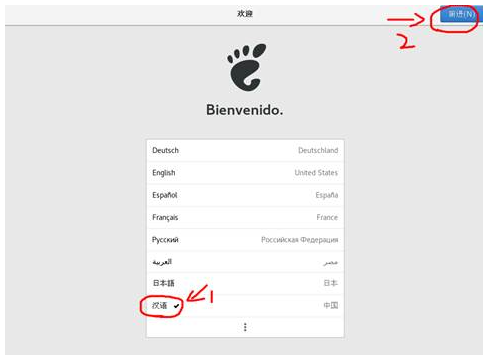 欢迎
前进(N)
2
Bienvenido.
Deutsch Deutschland
English United States
Español España
Français France
Русский Российская Федерация
العربية مصر
日本語 日本
汉语 ✔ 中国
1